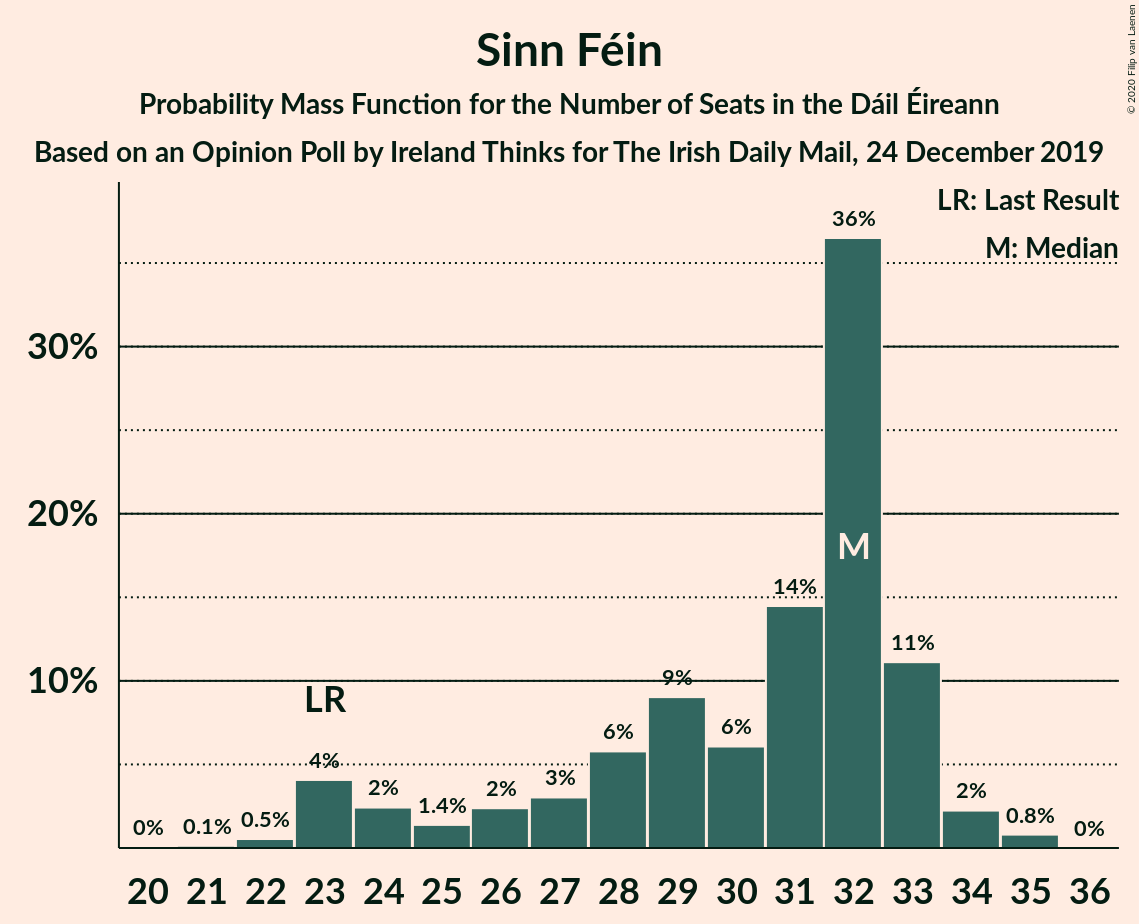 Sinn Féin
Probability Mass Function for the Number of Seats in the Dáil Éireann
Based on an Opinion Poll by Ireland Thinks for The Irish Daily Mail, 24 December 2019
© 2020 Filip van Laenen
LR: Last Result
M: Median
36%
30%
20%
M
14%
11%
10%
9%
LR
6%
6%
4%
3%
2%
2%
2%
1.4%
0.8%
0.5%
0.1%
0%
0%
20 21 22 23 24 25 26 27 28 29 30 31 32 33 34 35 36